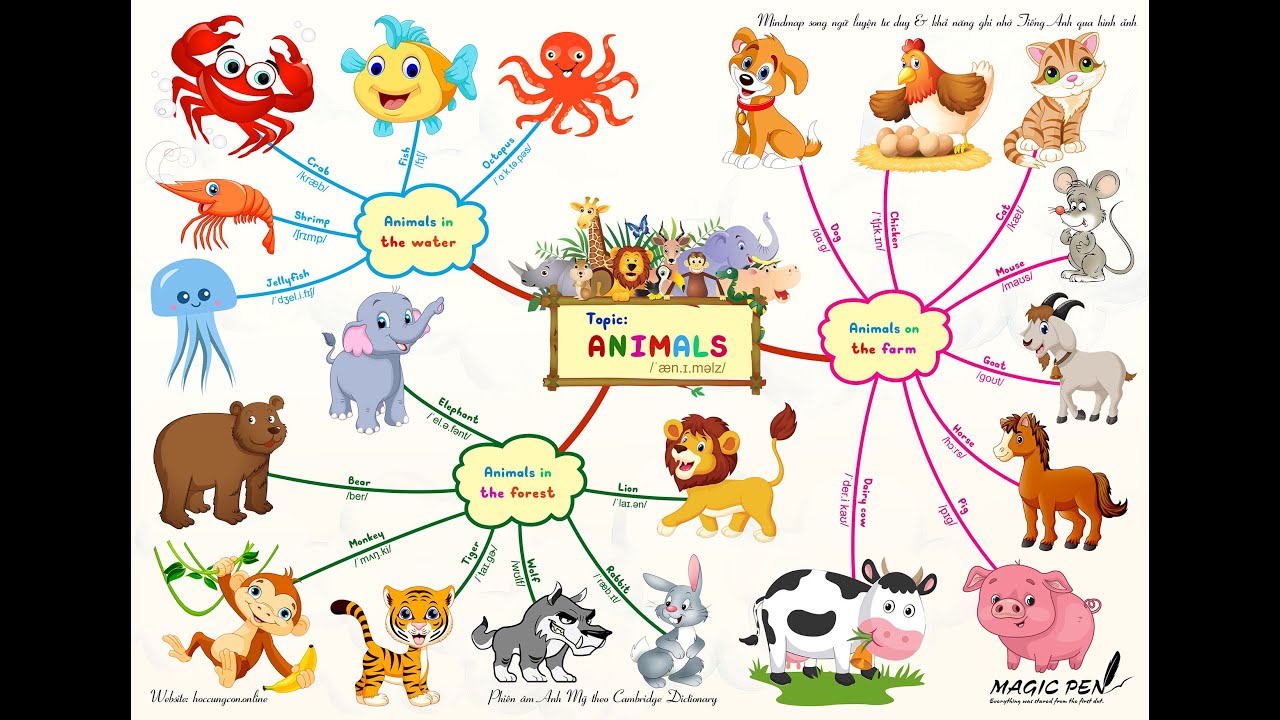 Mindmap song ngữ luyện tư duy & khả năng ghi nhớ Tiếng Anh qua hình ảnh
Topic:
ANIMALS
/ˈæn.ɪ.məlz/
Animals in
the water
Crab
/kræb/
Fish
/fɪʃ/
Octopus
/ˈɑːk.tə.pəs/
Shrimp
/ʃrɪmp/
Jellyfish
/ˈdʒel.i.fɪʃ/
Animals on
the farm
Dog
/dɑːɡ/
Chicken
/ˈtʃɪk.ɪn/
Cat
/kæt/
Mouse
/maʊs/
Goat
/ɡoʊt/
Horse
/hɔːrs/
Pig
/pɪɡ/
Dairy cow
/ˈder.i kaʊ/
Animals in
the forest
Elephant
/ˈel.ə.fənt/
Bear
/ber/
Monkey
/ˈmʌŋ.ki/
Tiger
/ˈtaɪ.ɡɚ/
Wolf
/wʊlf/
Rabbit
/ˈræb.ɪt/
Lion
/ˈlaɪ.ən/
Website: hoccungcon.online
Phiên âm Anh Mỹ theo Cambridge Dictionary
MAGIC PEN
Everything was stared from the first dot.